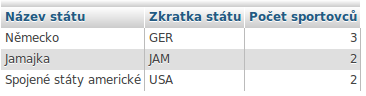 Název státu Zkratka státu Počet sportovců
Německo GER 3
Jamajka JAM 2
Spojené státy americké USA 2